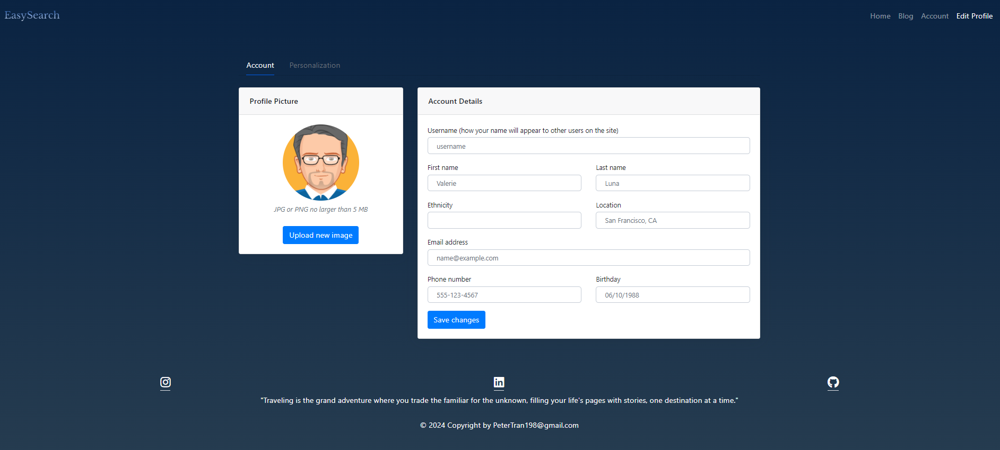 EasySearch
Home Blog Account Edit Profile
Account Personalization
Profile Picture
JPG or PNG no larger than 5 MB
Upload new image
Account Details
Username (how your name will appear to other users on the site)
username
First name Last name
Valerie Luna
Ethnicity Location
San Francisco, CA
Email address
name@example.com
Phone number Birthday
555-123-4567 06/10/1988
Save changes
in
"Traveling is the grand adventure where you trade the familiar for the unknown, filling your life's pages with stories, one destination at a time."
© 2024 Copyright by PeterTran198@gmail.com